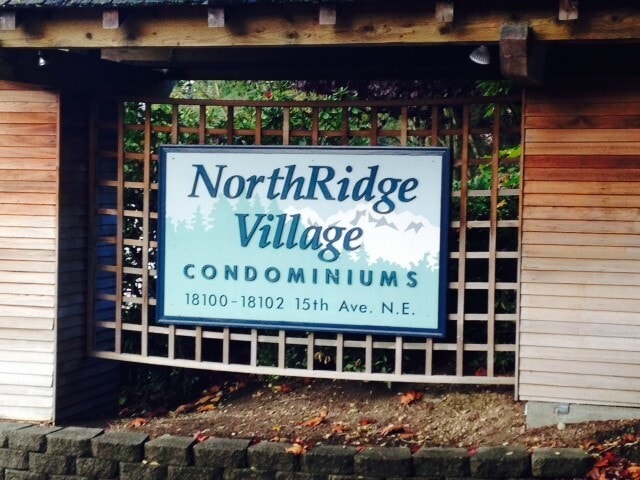 NorthRidge
Village
CONDOMINIUMS
18100-18102 15th Ave. N.E.